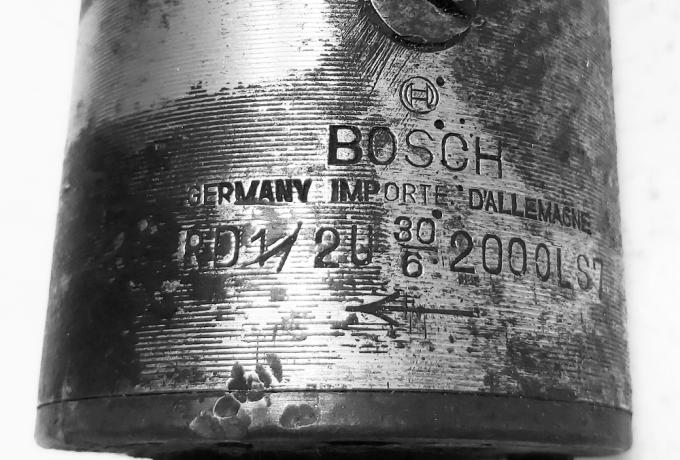 BOSCH
GERMANY IMPORTE D'ALLEMAGNE
RD1/2U 30/6 2000LS7